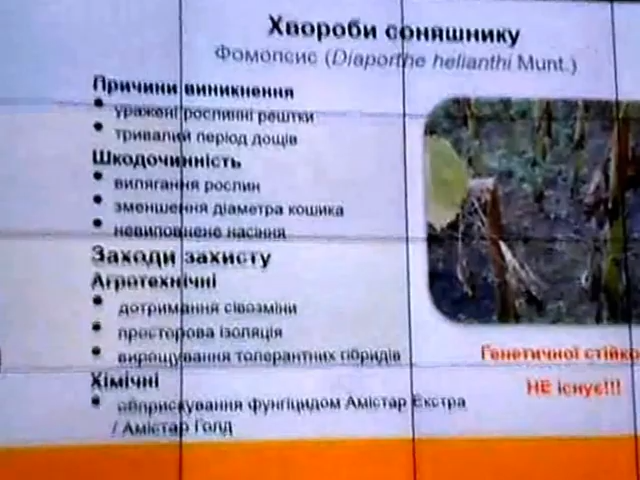 Хвороби соняшнику
Фомопсис (Diaporthe helianthi Munt.)
Причини виникнення
• уражені рослинні рештки
• тривалий період дощів
Шкодочинність
• вилягання рослин
• зменшення діаметра кошика
• невиповнене насіння
Заходи захисту
Агротехнічні
• дотримання сівозміни
• просторова ізоляція
• вирощування толерантних гібридів
Хімічні
• обприскування фунгіцидом Амістар Екстра
/ Амістар Голд
Генетичної стійко
НЕ існує!!!